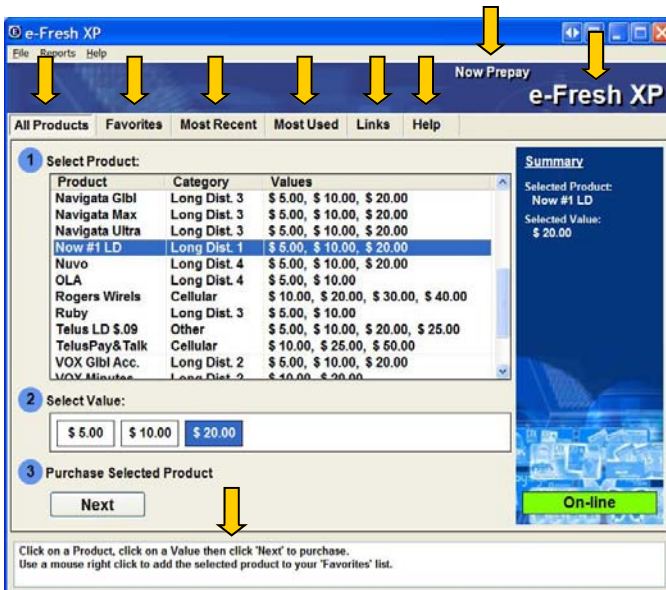 e-Fresh XP
File Reports Help
Now Prepay
e-Fresh XP
All Products Favorites Most Recent Most Used Links Help
1 Select Product:
Product Category Values
Navigata Glbl Long Dist. 3 $ 5.00, $ 10.00, $ 20.00
Navigata Max Long Dist. 3 $ 5.00, $ 10.00, $ 20.00
Navigata Ultra Long Dist. 3 $ 5.00, $ 10.00, $ 20.00
Now #1 LD Long Dist. 1 $ 5.00, $ 10.00, $ 20.00
Nuvo Long Dist. 4 $ 5.00, $ 10.00, $ 20.00
OLA Long Dist. 4 $ 5.00, $ 10.00
Rogers Wirels Cellular $ 10.00, $ 20.00, $ 30.00, $ 40.00
Ruby Long Dist. 3 $ 5.00, $ 10.00
Telus LD $.09 Other $ 5.00, $ 10.00, $ 20.00, $ 25.00
TelusPay&Talk Cellular $ 10.00, $ 25.00, $ 50.00
VOX Glbl Acc. Long Dist. 2 $ 5.00, $ 10.00, $ 20.00
VOX Minutes Long Dist. 2 $ 10.00, $ 20.00
2 Select Value:
$ 5.00 $ 10.00 $ 20.00
3 Purchase Selected Product
Next
Summary
Selected Product:
Now #1 LD
Selected Value:
$ 20.00
On-line
Click on a Product, click on a Value then click 'Next' to purchase.
Use a mouse right click to add the selected product to your 'Favorites' list.